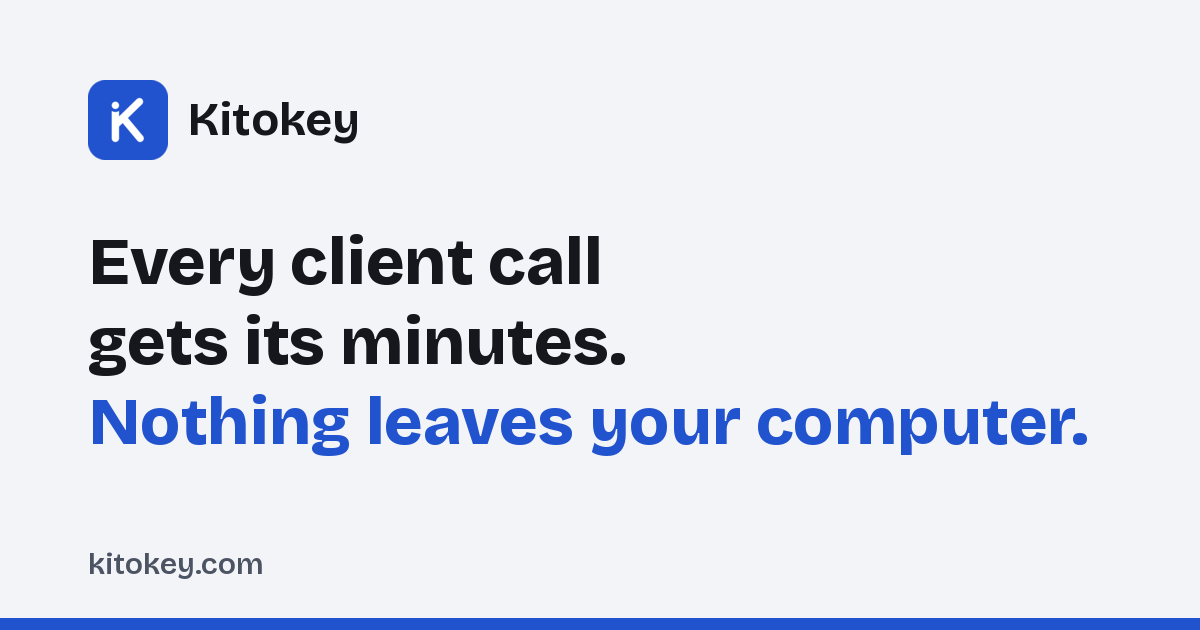 Kitokey
Every client call
gets its minutes.
Nothing leaves your computer.
kitokey.com